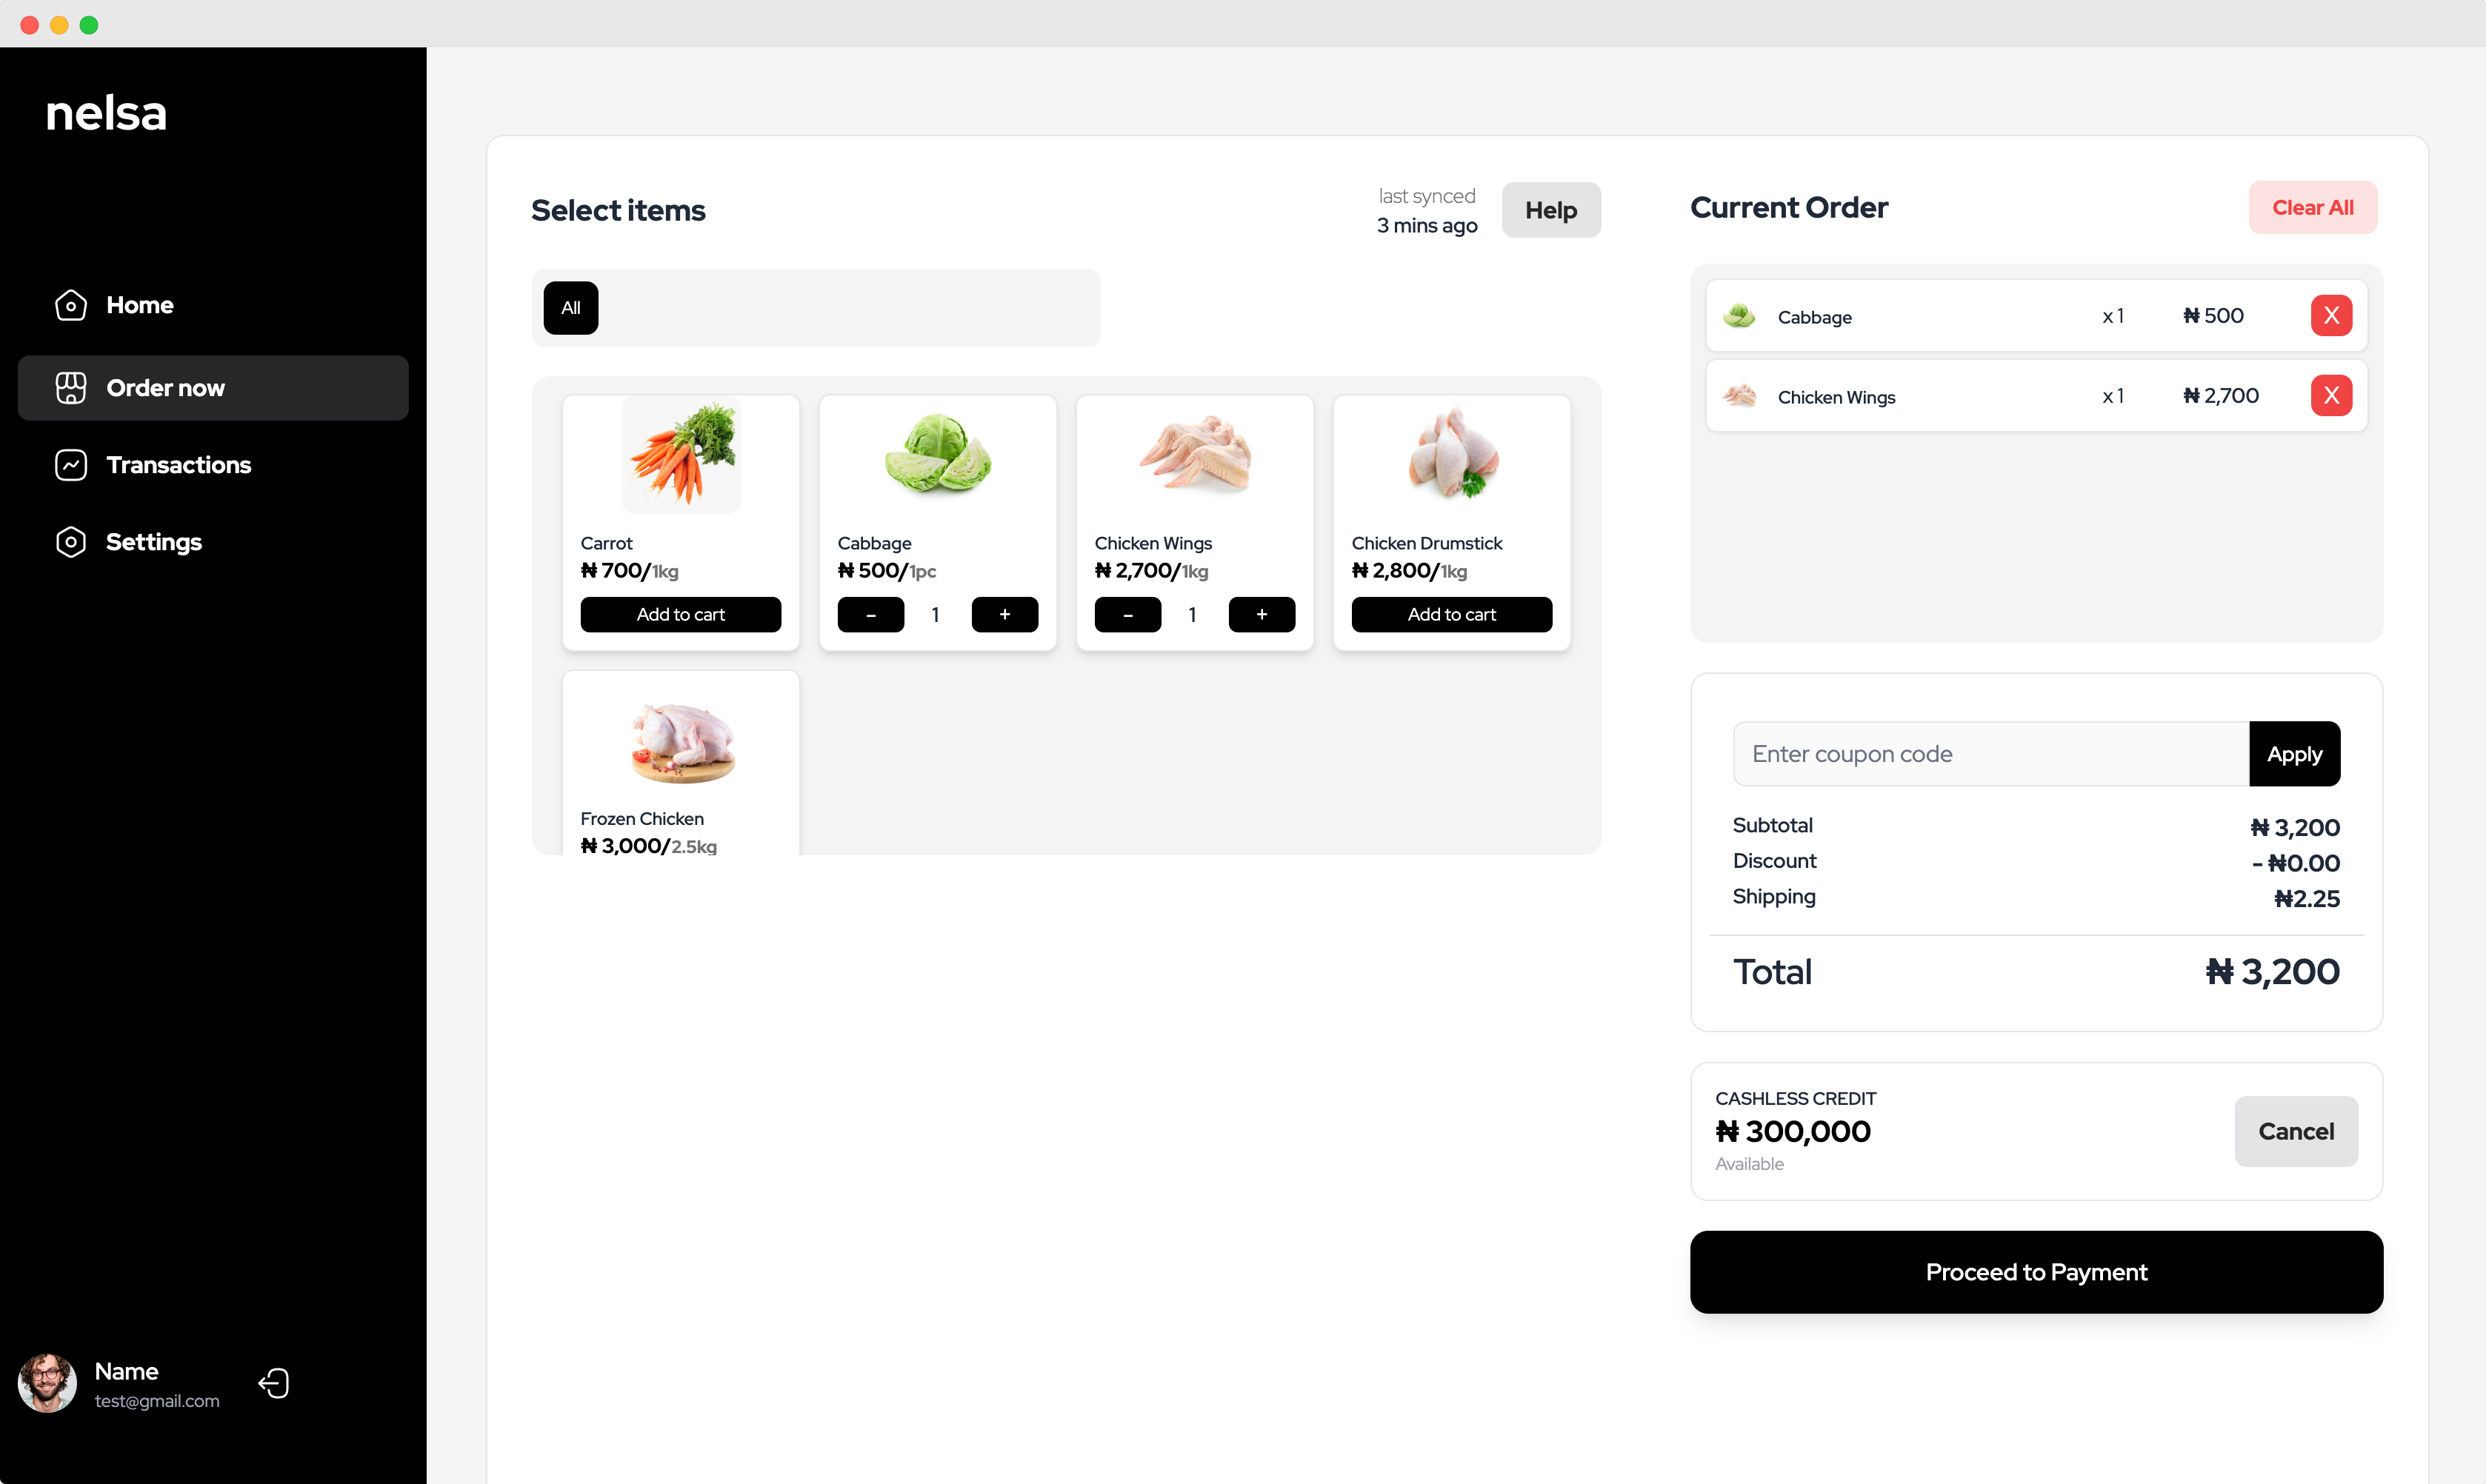 nelsa
Home
Order now
Transactions
Settings
Name
test@gmail.com
Select items
last synced
3 mins ago
Help
All
Carrot
₦ 700/1kg
Add to cart
Cabbage
₦ 500/1pc
– 1 +
Chicken Wings
₦ 2,700/1kg
– 1 +
Chicken Drumstick
₦ 2,800/1kg
Add to cart
Frozen Chicken
₦ 3,000/2.5kg
Current Order
Clear All
Cabbage x 1 ₦ 500 X
Chicken Wings x 1 ₦ 2,700 X
Enter coupon code
Apply
Subtotal ₦ 3,200
Discount - ₦0.00
Shipping ₦2.25
Total ₦ 3,200
CASHLESS CREDIT
₦ 300,000
Available
Cancel
Proceed to Payment